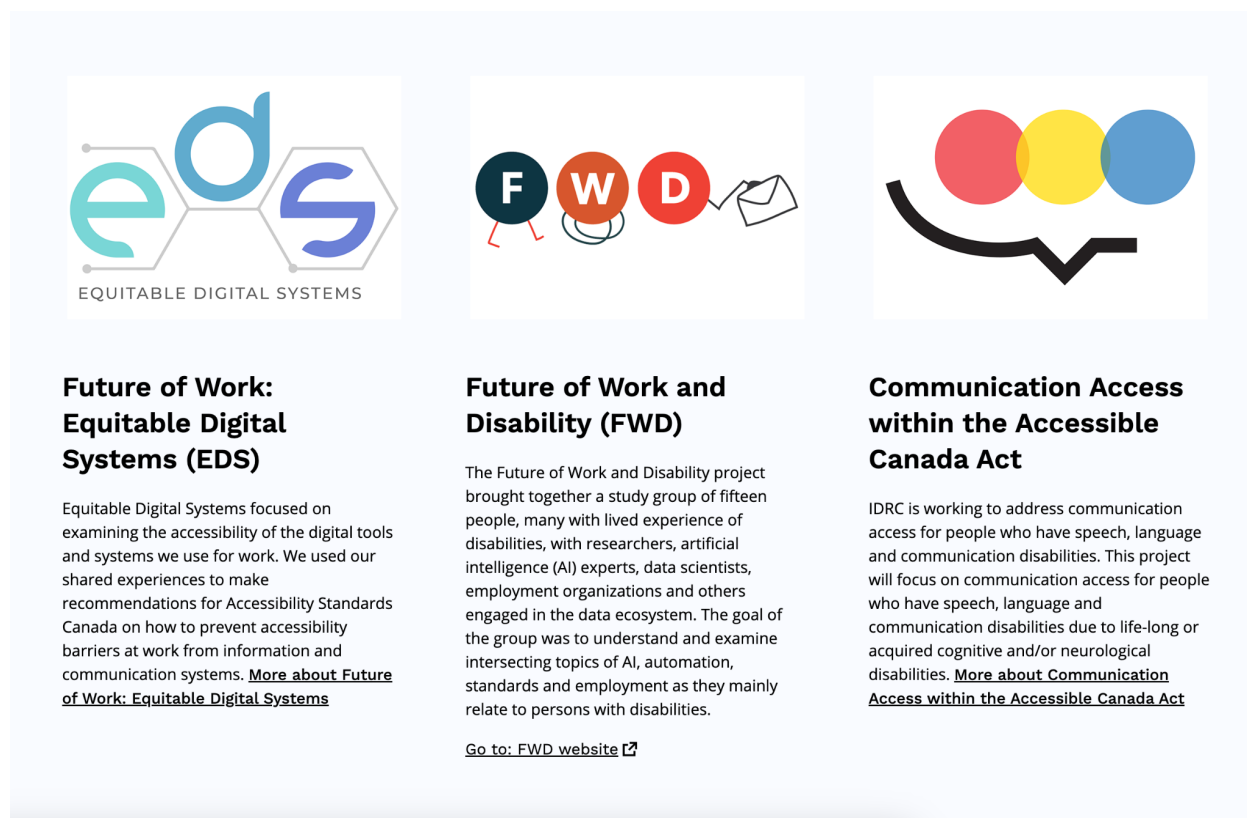 eds
EQUITABLE DIGITAL SYSTEMS
Future of Work:
Equitable Digital
Systems (EDS)
Equitable Digital Systems focused on
examining the accessibility of the digital tools
and systems we use for work. We used our
shared experiences to make
recommendations for Accessibility Standards
Canada on how to prevent accessibility
barriers at work from information and
communication systems. More about Future
of Work: Equitable Digital Systems
F W D
Future of Work and
Disability (FWD)
The Future of Work and Disability project
brought together a study group of fifteen
people, many with lived experience of
disabilities, with researchers, artificial
intelligence (AI) experts, data scientists,
employment organizations and others
engaged in the data ecosystem. The goal of
the group was to understand and examine
intersecting topics of AI, automation,
standards and employment as they mainly
relate to persons with disabilities.
Go to: FWD website
Communication Access
within the Accessible
Canada Act
IDRC is working to address communication
access for people who have speech, language
and communication disabilities. This project
will focus on communication access for people
who have speech, language and
communication disabilities due to life-long or
acquired cognitive and/or neurological
disabilities. More about Communication
Access within the Accessible Canada Act